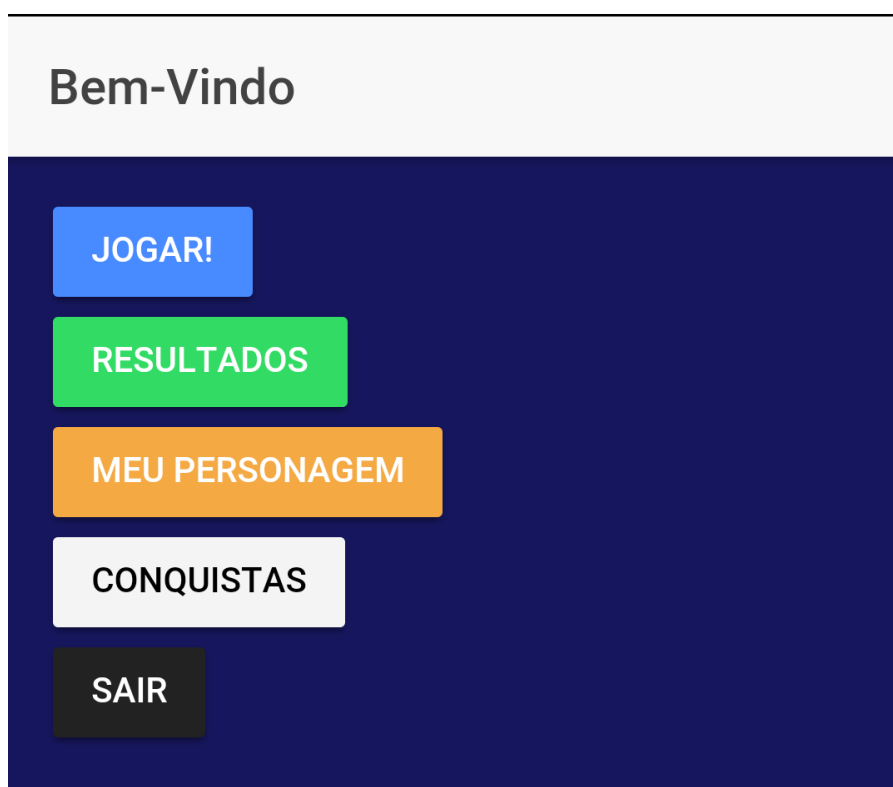 Bem-Vindo
JOGAR!
RESULTADOS
MEU PERSONAGEM
CONQUISTAS
SAIR